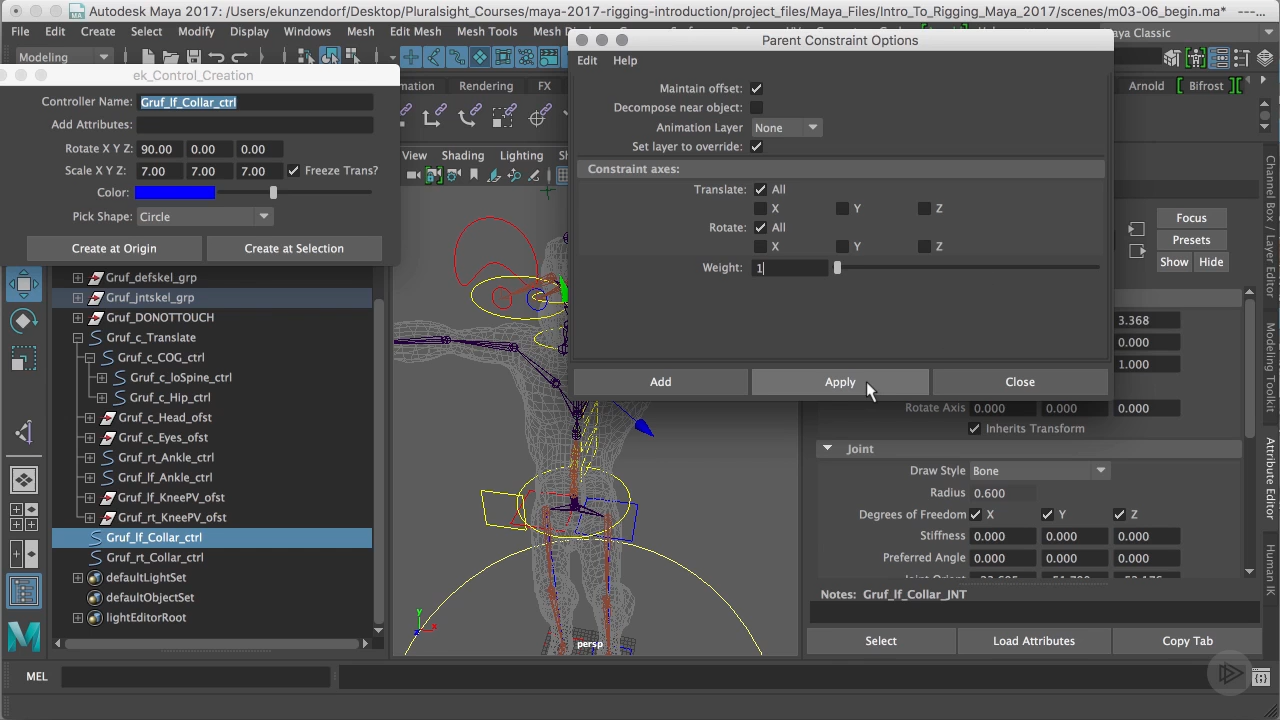 Autodesk Maya 2017: /Users/ekunzendorf/Desktop/Pluralsight_Coursrs/maya-2017-rigging-introduction/project_files/Maya_Files/Intro_To_Rigging_Maya_2017/scenes/m03-06_begin.ma* ---...
File Edit Create Select Modify Display Windows Mesh Edit Mesh Mesh Tools Mesh
Maya Classic
Modeling
Parent Constraint Options
Edit Help
Maintain offset:
Decompose near object:
Animation Layer None
Set layer to override:
Constraint axes:
Translate: All
X Y Z
Rotate: All
X Y Z
Weight: 1
Add Apply Close
ek_Control_Creation
Controller Name: Gruf_lf_Collar_ctrl
Add Attributes:
Rotate X Y Z: 90.00 0.00 0.00
Scale X Y Z: 7.00 7.00 7.00 Freeze Trans?
Color:
Pick Shape: Circle
Create at Origin Create at Selection
mation Rendering FX
Arnold Bifrost
View Shading Lighting Sh
Gruf_defskel_grp
Gruf_jntskel_grp
Gruf_DONOTTOUCH
Gruf_c_Translate
Gruf_c_COG_ctrl
Gruf_c_loSpine_ctrl
Gruf_c_Hip_ctrl
Gruf_c_Head_ofst
Gruf_c_Eyes_ofst
Gruf_rt_Ankle_ctrl
Gruf_lf_Ankle_ctrl
Gruf_lf_KneePV_ofst
Gruf_rt_KneePV_ofst
Gruf_lf_Collar_ctrl
Gruf_rt_Collar_ctrl
defaultLightSet
defaultObjectSet
lightEditorRoot
y
x
z
persp
Focus
Presets
Show Hide
3.368
0.000
1.000
Rotate Axis 0.000 0.000 0.000
Inherits Transform
Joint
Draw Style Bone
Radius 0.600
Degrees of Freedom X Y Z
Stiffness 0.000 0.000 0.000
Preferred Angle 0.000 0.000 0.000
Notes: Gruf_lf_Collar_JNT
Select Load Attributes Copy Tab
Channel Box / Layer Editor
Modeling Toolkit
Attribute Editor
Human IK
MEL